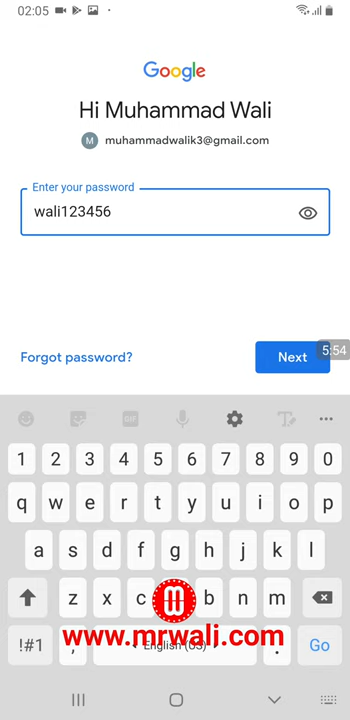 02:05
Google
Hi Muhammad Wali
M muhammadwalik3@gmail.com
Enter your password
wali123456
Forgot password?
Next
5:54
GIF
1 2 3 4 5 6 7 8 9 0
q w e r t y u i o p
a s d f g h j k l
z x c b n m
www.mrwali.com
!#1 , English (US) . Go